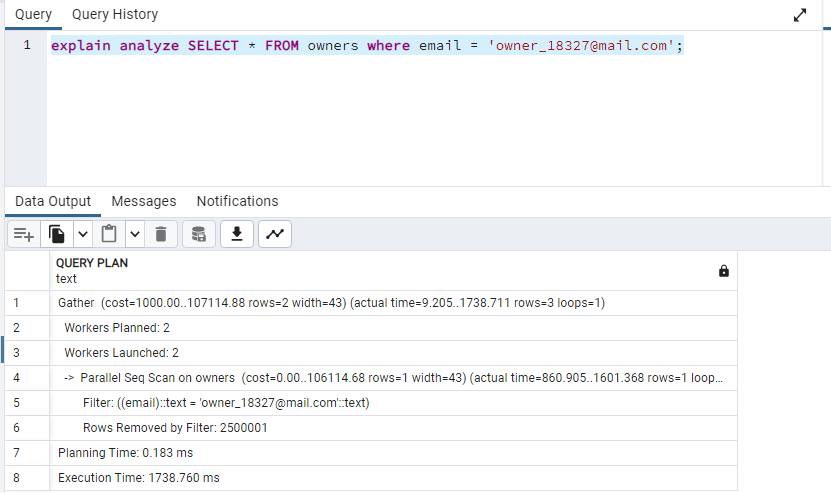 Query Query History
1 explain analyze SELECT * FROM owners where email = 'owner_18327@mail.com';
Data Output Messages Notifications
QUERY PLAN
text
1 Gather (cost=1000.00..107114.88 rows=2 width=43) (actual time=9.205..1738.711 rows=3 loops=1)
2 Workers Planned: 2
3 Workers Launched: 2
4 -> Parallel Seq Scan on owners (cost=0.00..106114.68 rows=1 width=43) (actual time=860.905..1601.368 rows=1 loop...
5 Filter: ((email)::text = 'owner_18327@mail.com'::text)
6 Rows Removed by Filter: 2500001
7 Planning Time: 0.183 ms
8 Execution Time: 1738.760 ms